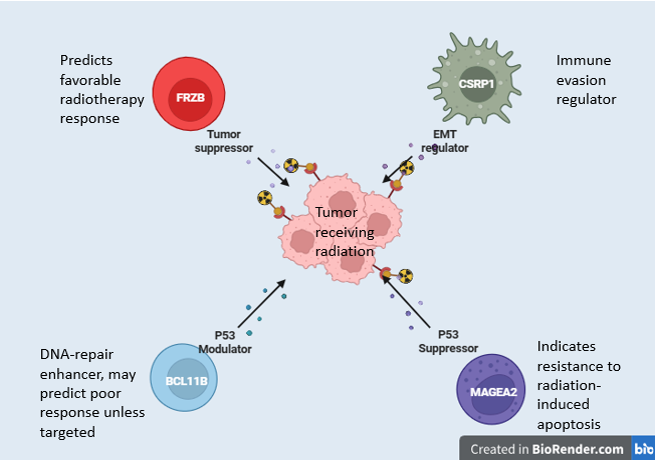 Predicts
favorable
radiotherapy
response
FRZB
Tumor
suppressor
CSRP1
EMT
regulator
Immune
evasion
regulator
Tumor
receiving
radiation
DNA-repair
enhancer, may
predict poor
response unless
targeted
BCL11B
P53
Modulator
P53
Suppressor
MAGEA2
Indicates
resistance to
radiation-
induced
apoptosis
Created in BioRender.com bio